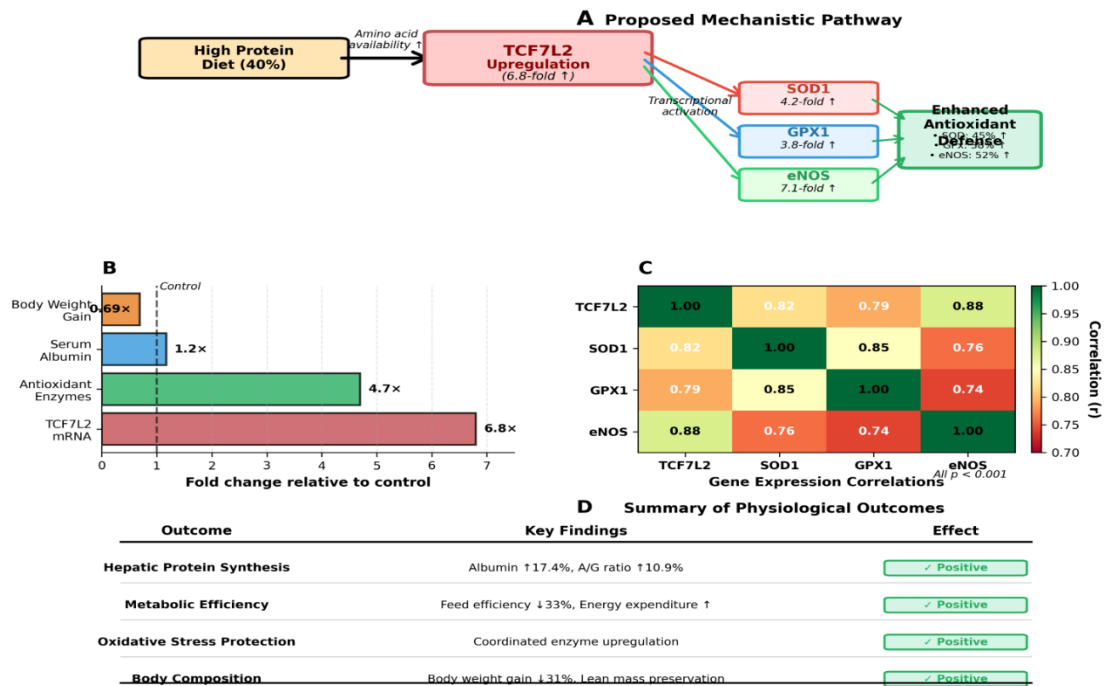 A Proposed Mechanistic Pathway
High Protein
Diet (40%)
Amino acid
availability ↑
TCF7L2
Upregulation
(6.8-fold ↑)
Transcriptional
activation
SOD1
4.2-fold ↑
GPX1
3.8-fold ↑
eNOS
7.1-fold ↑
Enhanced
Antioxidant
Defense
• SOD: 45% ↑
• eNOS: 52% ↑
B
Control
Body Weight
Gain
0.69×
Serum
Albumin
1.2×
Antioxidant
Enzymes
4.7×
TCF7L2
mRNA
6.8×
0 1 2 3 4 5 6 7
Fold change relative to control
C
TCF7L2 1.00 0.82 0.79 0.88
SOD1 0.82 1.00 0.85 0.76
GPX1 0.79 0.85 1.00 0.74
eNOS 0.88 0.76 0.74 1.00
TCF7L2 SOD1 GPX1 eNOS
Gene Expression Correlations
All p < 0.001
1.00
0.95
0.90
0.85
0.80
0.75
0.70
Correlation (r)
D Summary of Physiological Outcomes
Outcome Key Findings Effect
Hepatic Protein Synthesis Albumin ↑17.4%, A/G ratio ↑10.9% ✓ Positive
Metabolic Efficiency Feed efficiency ↓33%, Energy expenditure ↑ ✓ Positive
Oxidative Stress Protection Coordinated enzyme upregulation ✓ Positive
Body Composition Body weight gain ↓31%, Lean mass preservation ✓ Positive